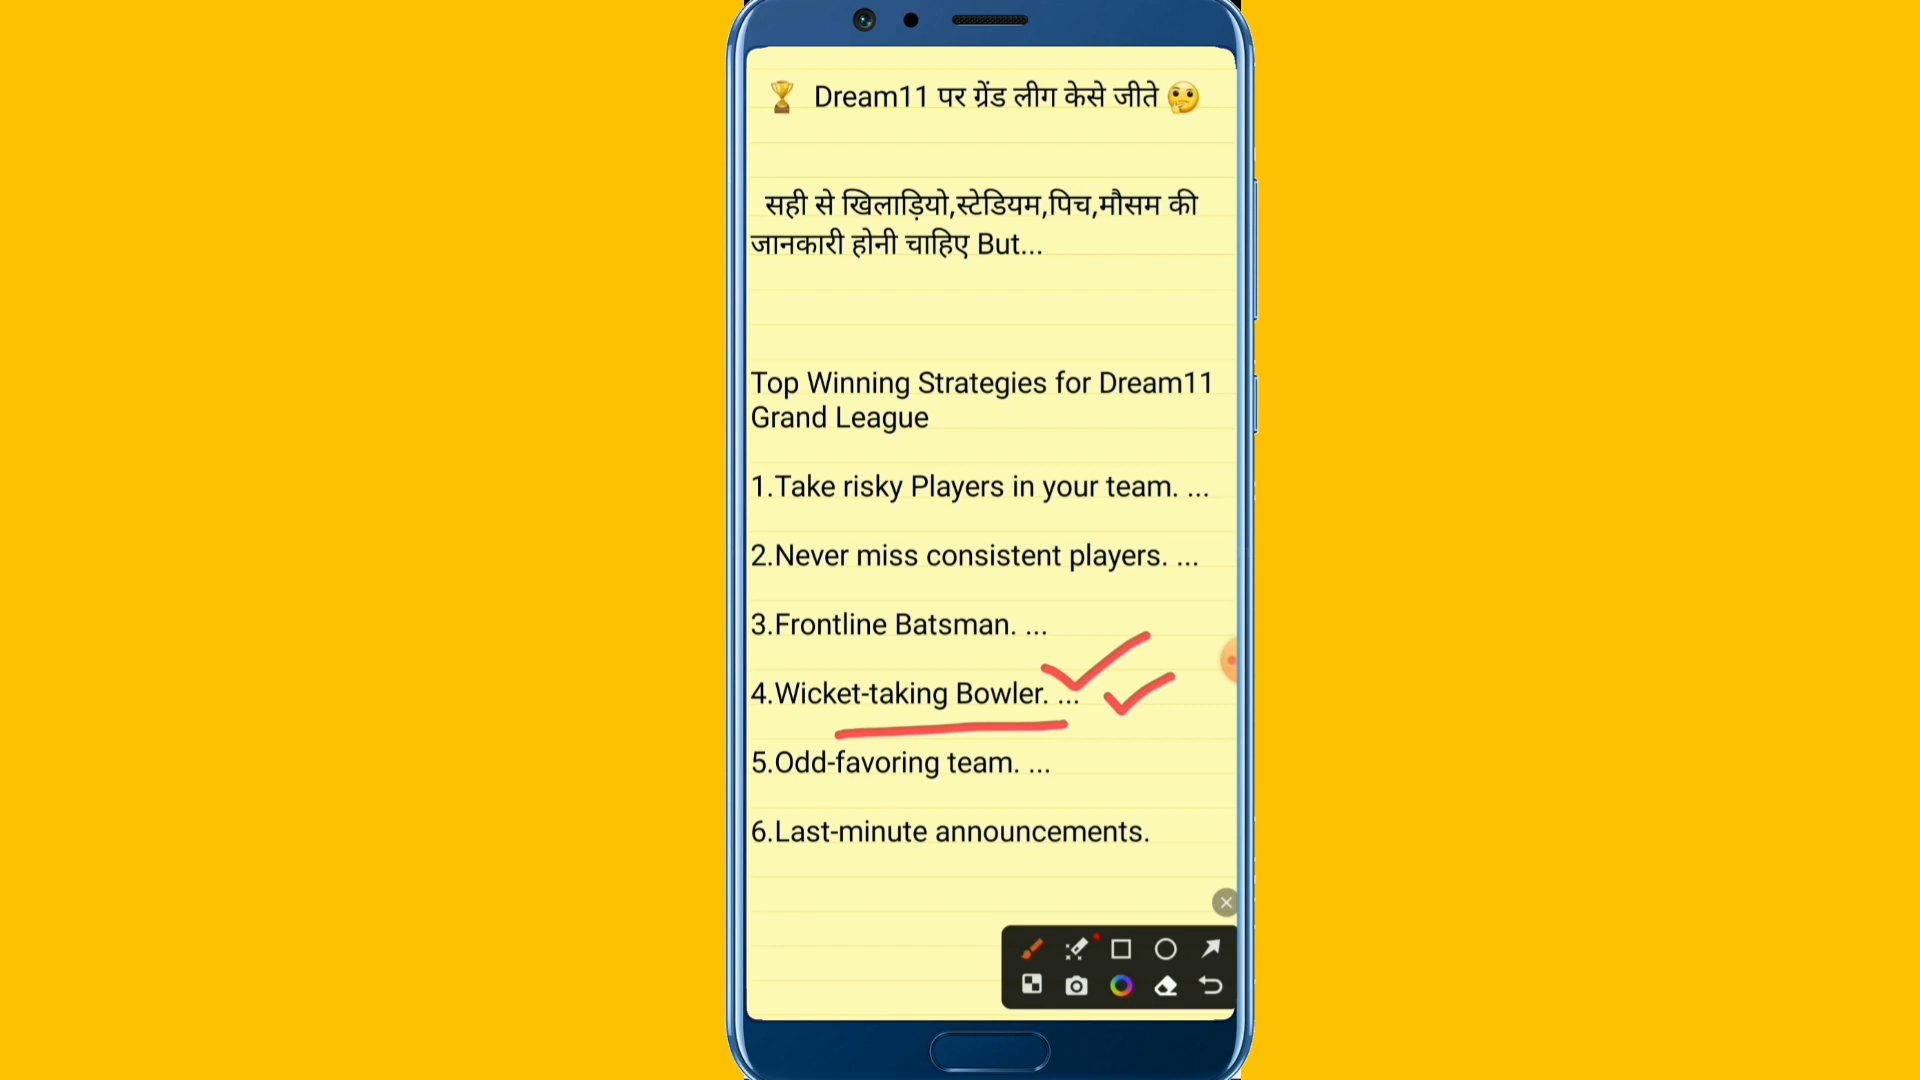 🏆 Dream11 पर ग्रेंड लीग केसे जीते 🤔
सही से खिलाड़ियो,स्टेडियम,पिच,मौसम की
जानकारी होनी चाहिए But...
Top Winning Strategies for Dream11
Grand League
1.Take risky Players in your team. ...
2.Never miss consistent players. ...
3.Frontline Batsman. ...
4.Wicket-taking Bowler. ...
5.Odd-favoring team. ...
6.Last-minute announcements.